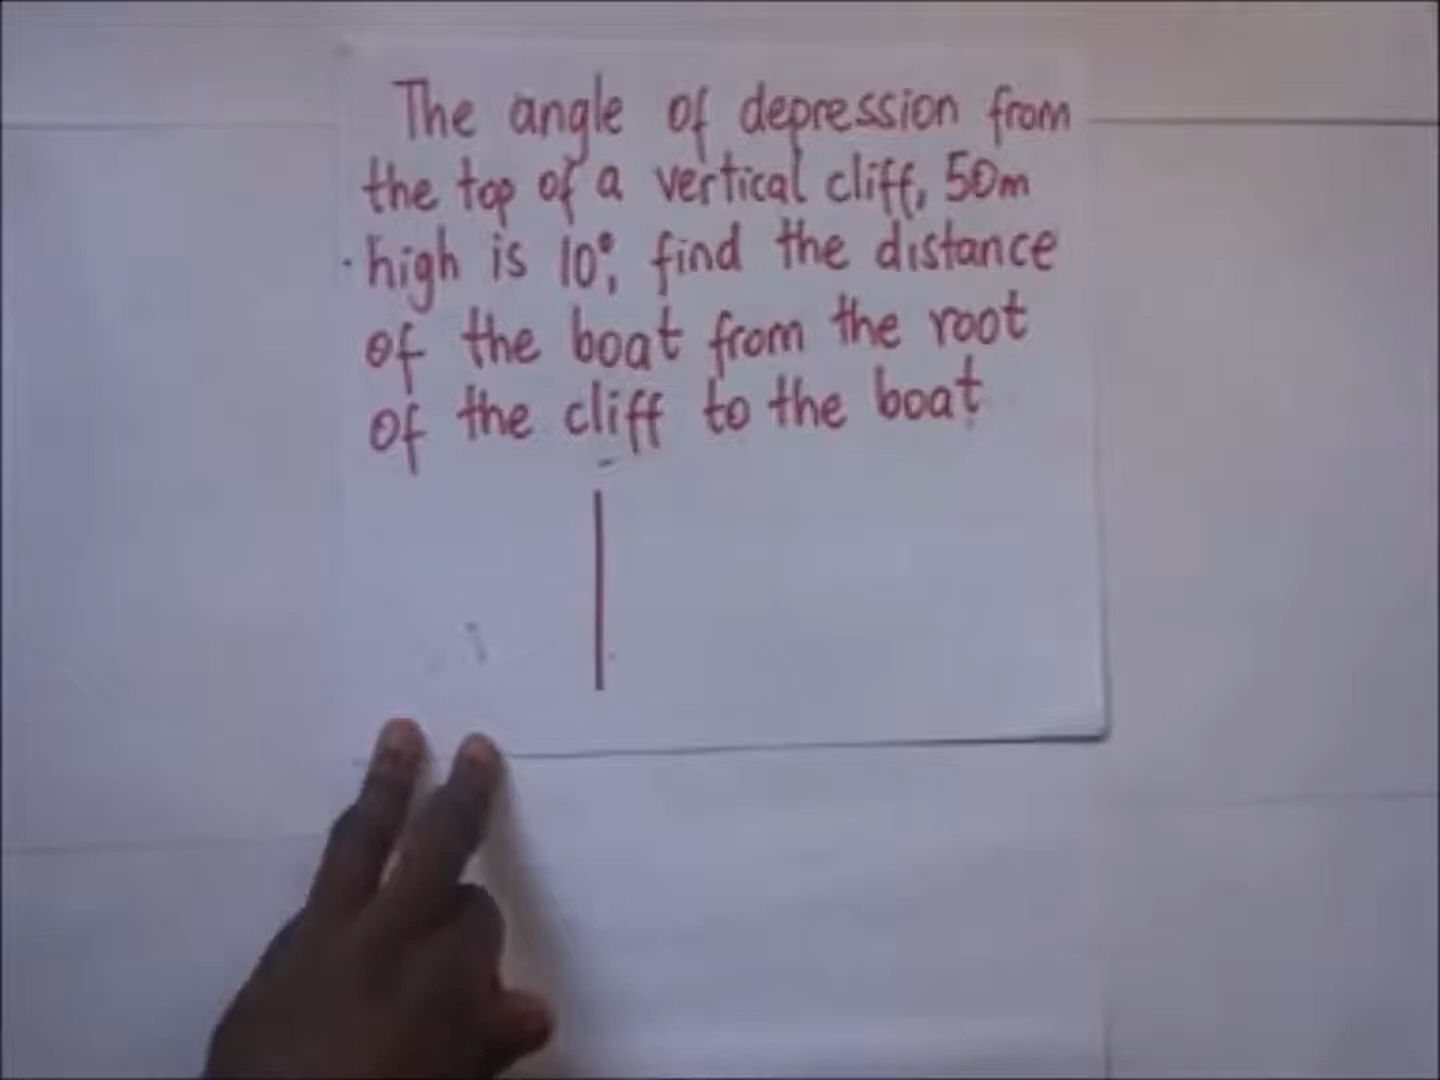 The angle of depression from
the top of a vertical cliff, 50m
high is 10°, find the distance
of the boat from the root
of the cliff to the boat.